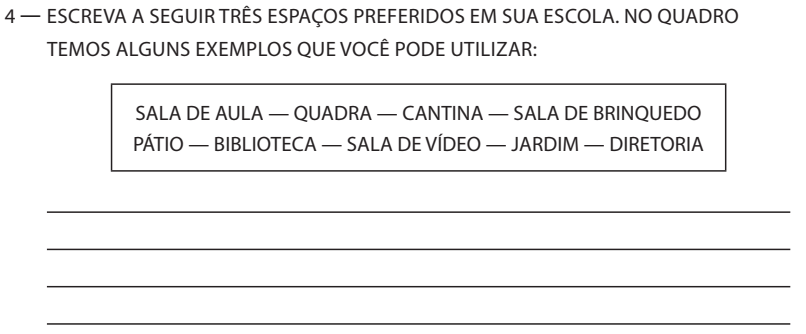 4 — ESCREVA A SEGUIR TRÊS ESPAÇOS PREFERIDOS EM SUA ESCOLA. NO QUADRO
TEMOS ALGUNS EXEMPLOS QUE VOCÊ PODE UTILIZAR:
SALA DE AULA — QUADRA — CANTINA — SALA DE BRINQUEDO
PÁTIO — BIBLIOTECA — SALA DE VÍDEO — JARDIM — DIRETORIA